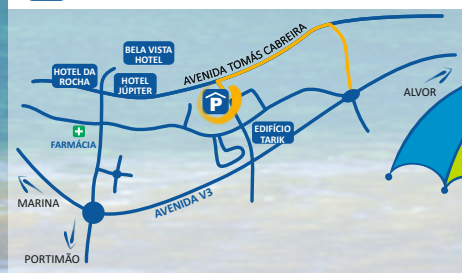 BELA VISTA
HOTEL
AVENIDA TOMÁS CABREIRA
HOTEL DA
ROCHA
HOTEL
JÚPITER
P
ALVOR
FARMÁCIA
EDIFÍCIO
TARIK
MARINA
AVENIDA V3
PORTIMÃO